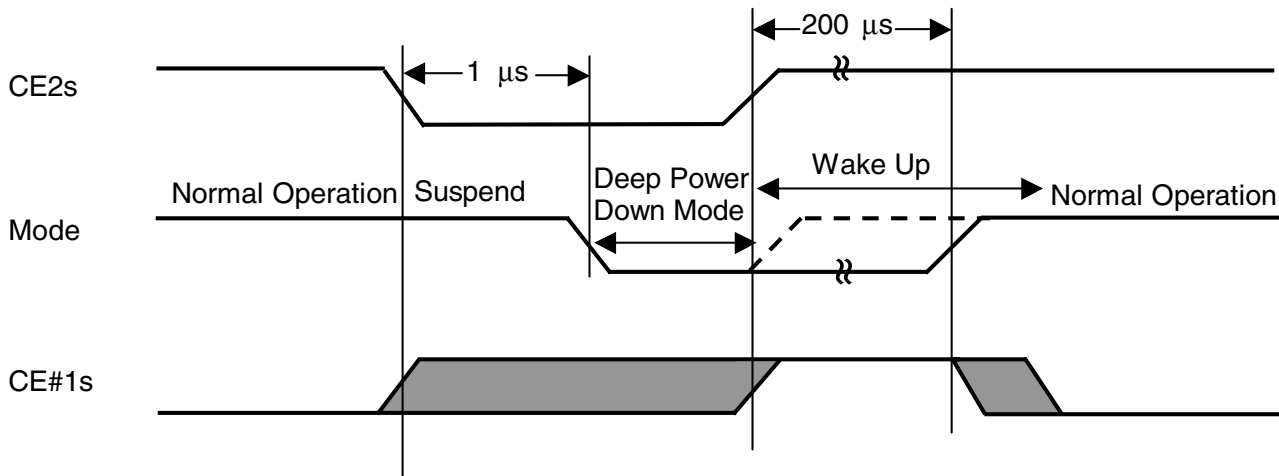 200 μs
1 μs
CE2s
Wake Up
Deep Power
Down Mode
Normal Operation
Suspend
Normal Operation
Mode
CE#1s